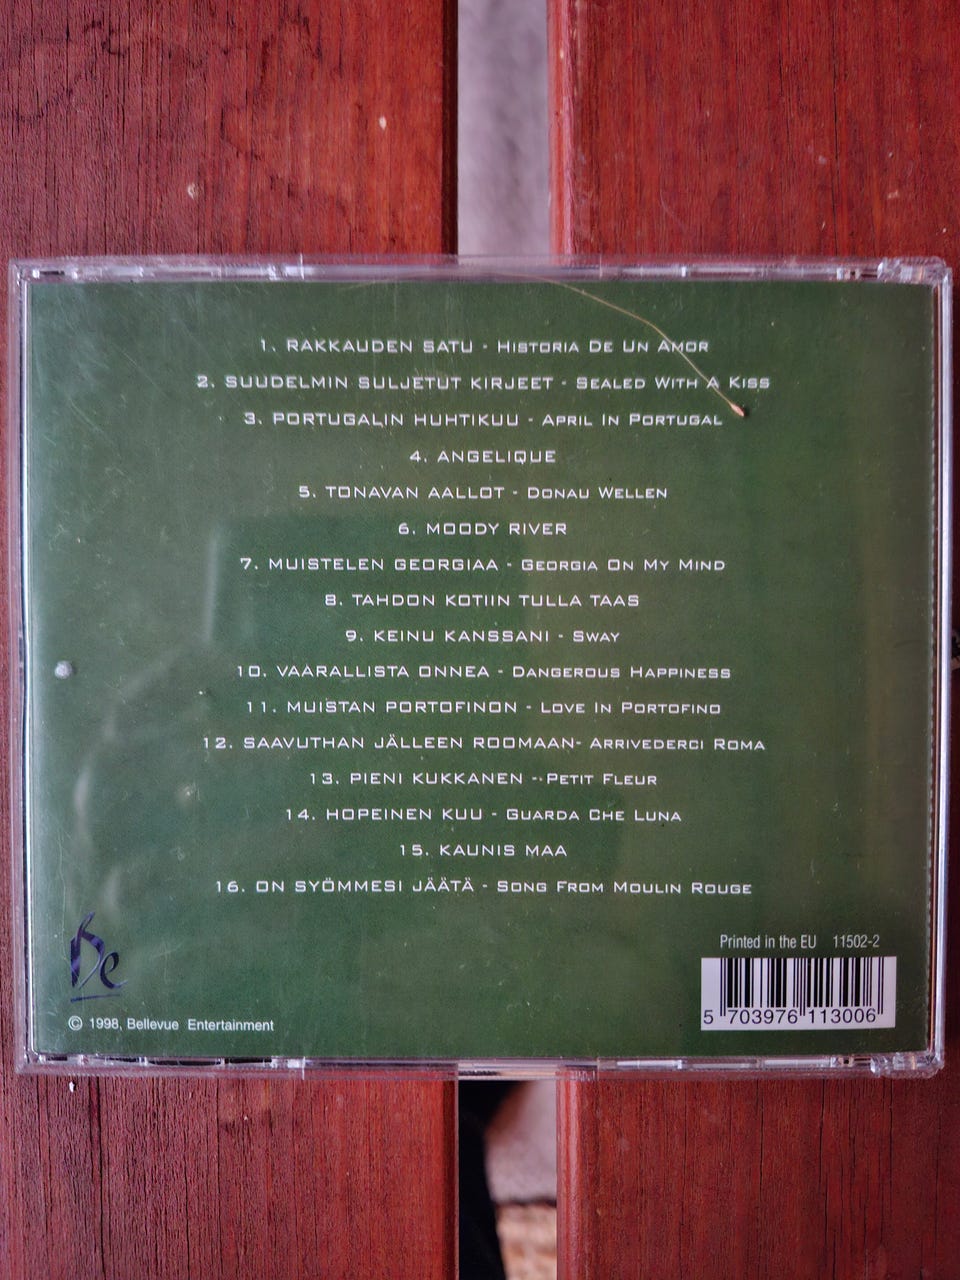 1. RAKKAUDEN SATU - HISTORIA DE UN AMOR
2. SUUDELMIN SULJETUT KIRJEET - SEALED WITH A KISS
3. PORTUGALIN HUHTIKUU - APRIL IN PORTUGAL
4. ANGELIQUE
5. TONAVAN AALLOT - DONAU WELLEN
6. MOODY RIVER
7. MUISTELEN GEORGIAA - GEORGIA ON MY MIND
8. TAHDON KOTIIN TULLA TAAS
9. KEINU KANSSANI - SWAY
10. VAARALLISTA ONNEA - DANGEROUS HAPPINESS
11. MUISTAN PORTOFINON - LOVE IN PORTOFINO
12. SAAVUTHAN JÄLLEEN ROOMAAN- ARRIVEDERCI ROMA
13. PIENI KUKKANEN - PETIT FLEUR
14. HOPEINEN KUU - GUARDA CHE LUNA
15. KAUNIS MAA
16. ON SYÖMMESI JÄÄTÄ - SONG FROM MOULIN ROUGE
Be
© 1998, Bellevue Entertainment
Printed in the EU 11502-2
5 703976 113006